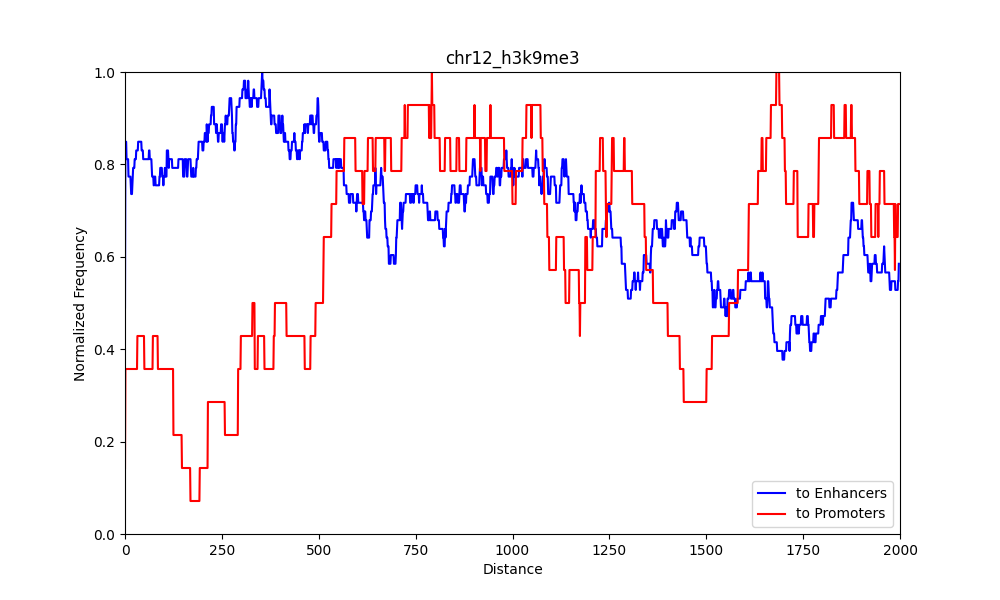 chr12_h3k9me3
Normalized Frequency
1.0
0.8
0.6
0.4
0.2
0.0
0 250 500 750 1000 1250 1500 1750 2000
Distance
to Enhancers
to Promoters